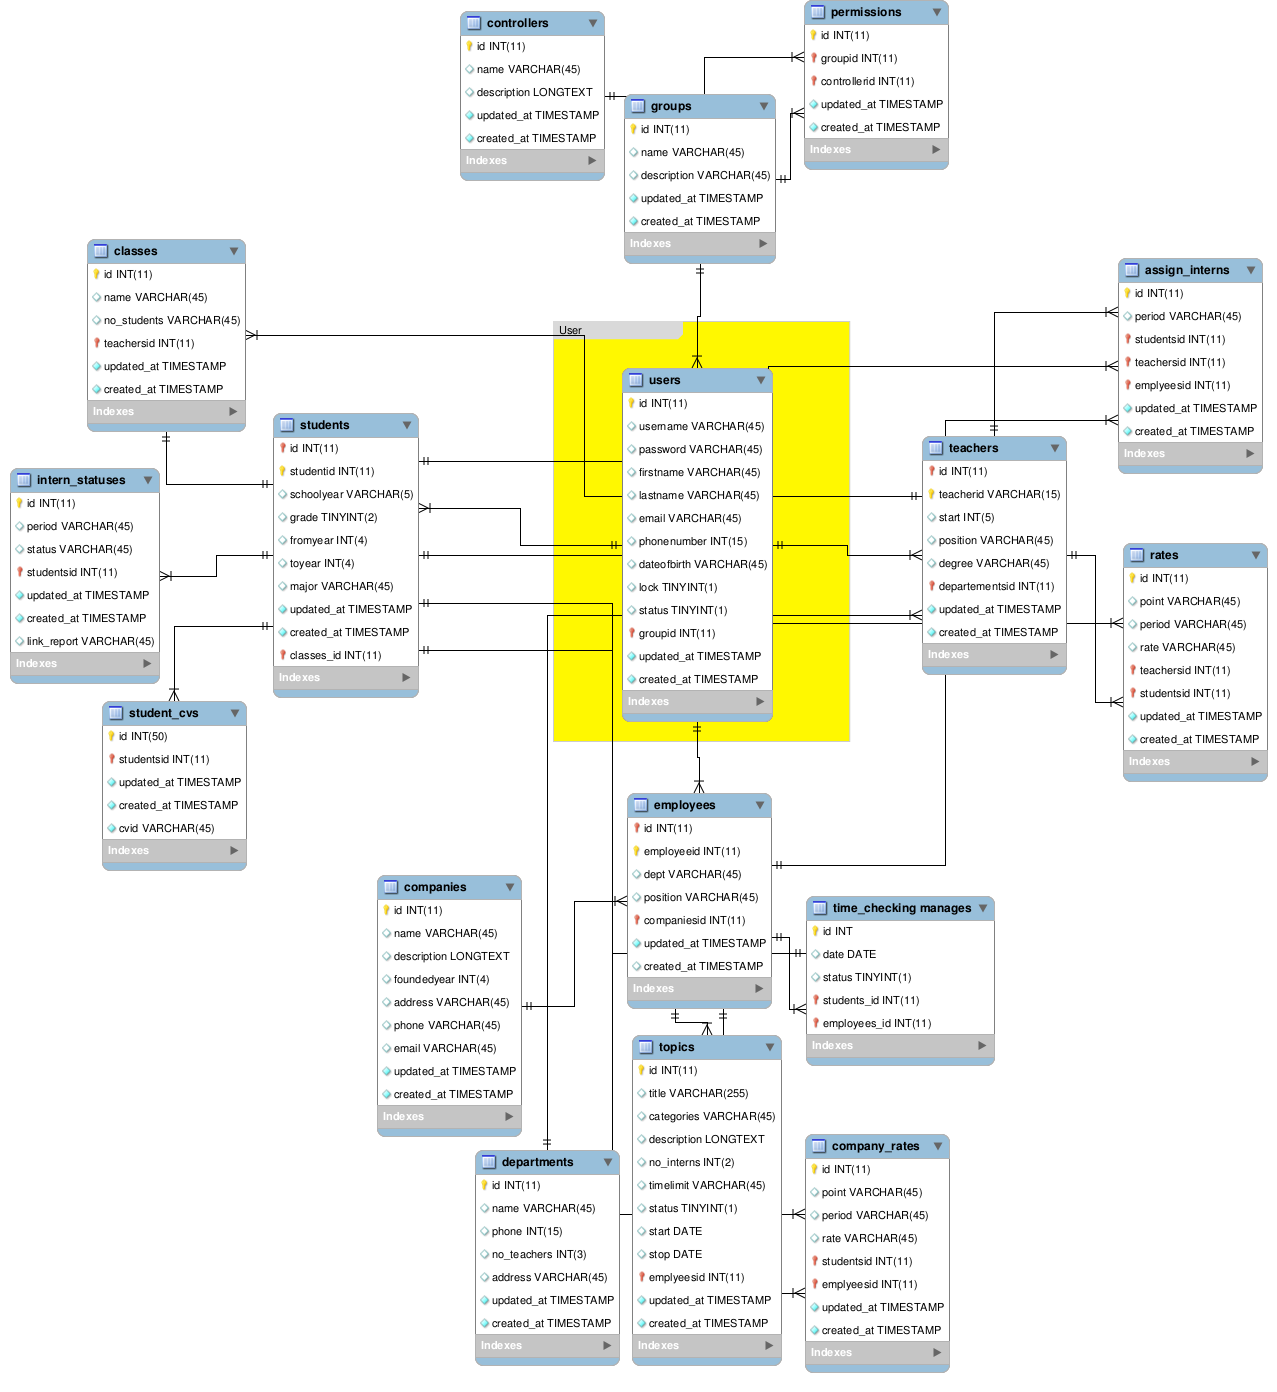 controllers
id INT(11)
name VARCHAR(45)
description LONGTEXT
updated_at TIMESTAMP
created_at TIMESTAMP
Indexes
permissions
id INT(11)
groupid INT(11)
controllerid INT(11)
updated_at TIMESTAMP
created_at TIMESTAMP
Indexes
groups
id INT(11)
name VARCHAR(45)
description VARCHAR(45)
updated_at TIMESTAMP
created_at TIMESTAMP
Indexes
classes
id INT(11)
name VARCHAR(45)
no_students VARCHAR(45)
teachersid INT(11)
updated_at TIMESTAMP
created_at TIMESTAMP
Indexes
assign_interns
id INT(11)
period VARCHAR(45)
studentsid INT(11)
teachersid INT(11)
emplyeesid INT(11)
updated_at TIMESTAMP
created_at TIMESTAMP
Indexes
User
users
id INT(11)
username VARCHAR(45)
password VARCHAR(45)
firstname VARCHAR(45)
lastname VARCHAR(45)
email VARCHAR(45)
phonenumber INT(15)
dateofbirth VARCHAR(45)
lock TINYINT(1)
status TINYINT(1)
groupid INT(11)
updated_at TIMESTAMP
created_at TIMESTAMP
Indexes
students
id INT(11)
studentid INT(11)
schoolyear VARCHAR(5)
grade TINYINT(2)
fromyear INT(4)
toyear INT(4)
major VARCHAR(45)
updated_at TIMESTAMP
created_at TIMESTAMP
classes_id INT(11)
Indexes
teachers
id INT(11)
teacherid VARCHAR(15)
start INT(5)
position VARCHAR(45)
degree VARCHAR(45)
departementsid INT(11)
updated_at TIMESTAMP
created_at TIMESTAMP
Indexes
intern_statuses
id INT(11)
period VARCHAR(45)
status VARCHAR(45)
studentsid INT(11)
updated_at TIMESTAMP
created_at TIMESTAMP
link_report VARCHAR(45)
Indexes
rates
id INT(11)
point VARCHAR(45)
period VARCHAR(45)
rate VARCHAR(45)
teachersid INT(11)
studentsid INT(11)
updated_at TIMESTAMP
created_at TIMESTAMP
Indexes
student_cvs
id INT(50)
studentsid INT(11)
updated_at TIMESTAMP
created_at TIMESTAMP
cvid VARCHAR(45)
Indexes
employees
id INT(11)
employeeid INT(11)
dept VARCHAR(45)
position VARCHAR(45)
companiesid INT(11)
updated_at TIMESTAMP
created_at TIMESTAMP
Indexes
companies
id INT(11)
name VARCHAR(45)
description LONGTEXT
foundedyear INT(4)
address VARCHAR(45)
phone VARCHAR(45)
email VARCHAR(45)
updated_at TIMESTAMP
created_at TIMESTAMP
Indexes
time_checking manages
id INT
date DATE
status TINYINT(1)
students_id INT(11)
employees_id INT(11)
Indexes
topics
id INT(11)
title VARCHAR(255)
categories VARCHAR(45)
description LONGTEXT
no_interns INT(2)
timelimit VARCHAR(45)
status TINYINT(1)
start DATE
stop DATE
emplyeesid INT(11)
updated_at TIMESTAMP
created_at TIMESTAMP
Indexes
company_rates
id INT(11)
point VARCHAR(45)
period VARCHAR(45)
rate VARCHAR(45)
studentsid INT(11)
emplyeesid INT(11)
updated_at TIMESTAMP
created_at TIMESTAMP
Indexes
departments
id INT(11)
name VARCHAR(45)
phone INT(15)
no_teachers INT(3)
address VARCHAR(45)
updated_at TIMESTAMP
created_at TIMESTAMP
Indexes